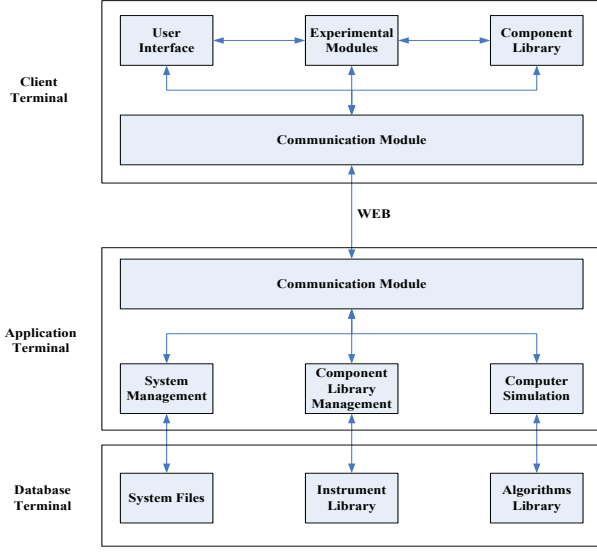 User
Interface
Experimental
Modules
Component
Library
Client
Terminal
Communication Module
WEB
Communication Module
Application
Terminal
System
Management
Component
Library
Management
Computer
Simulation
Database
Terminal
System Files
Instrument
Library
Algorithms
Library